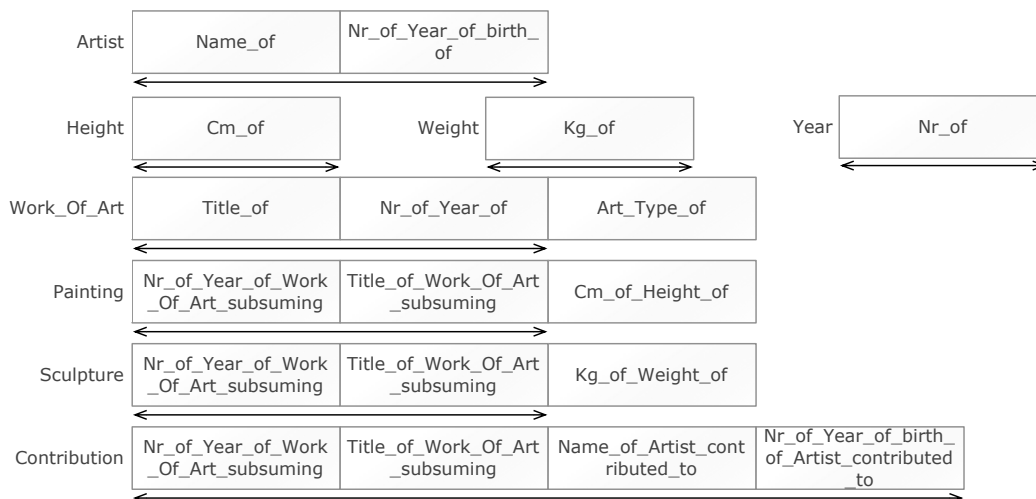 Artist
Name_of
Nr_of_Year_of_birth_
of
Height
Cm_of
Weight
Kg_of
Year
Nr_of
Work_Of_Art
Title_of
Nr_of_Year_of
Art_Type_of
Painting
Nr_of_Year_of_Work
_Of_Art_subsuming
Title_of_Work_Of_Art
_subsuming
Cm_of_Height_of
Sculpture
Nr_of_Year_of_Work
_Of_Art_subsuming
Title_of_Work_Of_Art
_subsuming
Kg_of_Weight_of
Contribution
Nr_of_Year_of_Work
_Of_Art_subsuming
Title_of_Work_Of_Art
_subsuming
Name_of_Artist_cont
ributed_to
Nr_of_Year_of_birth_
of_Artist_contributed
_to